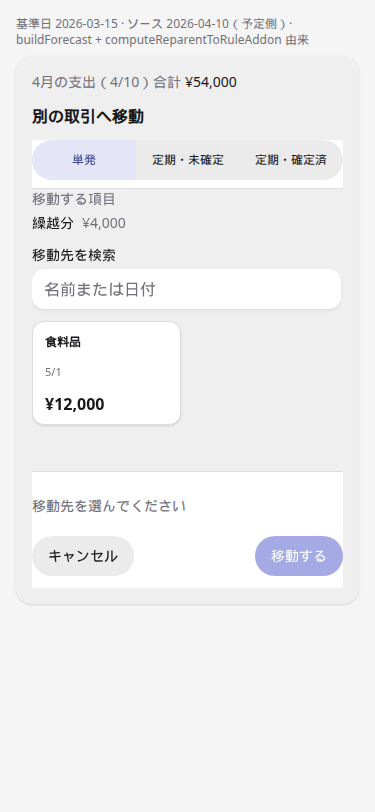 基準日 2026-03-15 · ソース 2026-04-10（予定側）·
buildForecast + computeReparentToRuleAddon 由来
4月の支出（4/10）合計 ¥54,000
別の取引へ移動
単発 定期・未確定 定期・確定済
移動する項目
繰越分 ¥4,000
移動先を検索
名前または日付
食料品
5/1
¥12,000
移動先を選んでください
キャンセル 移動する